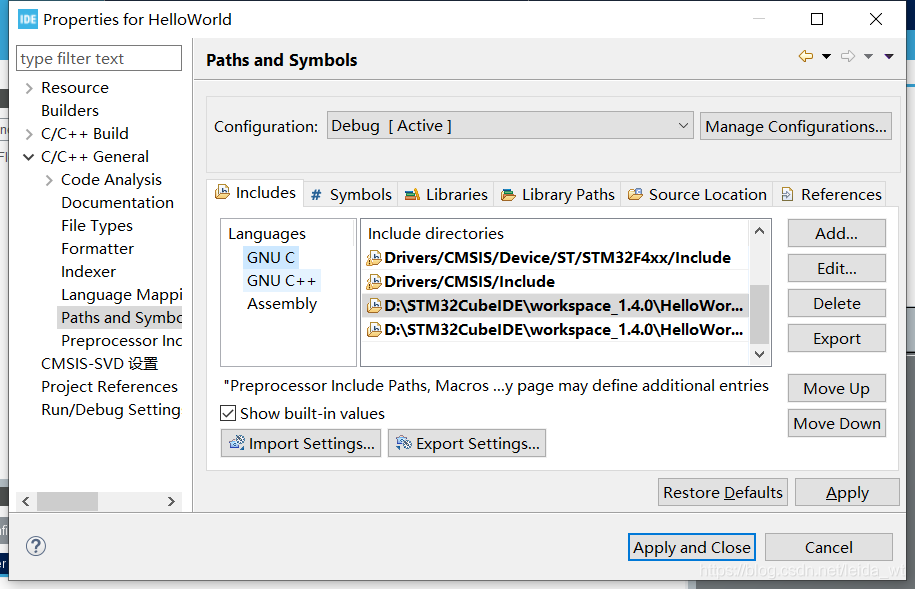 IDE Properties for HelloWorld
type filter text
Resource
Builders
C/C++ Build
C/C++ General
Code Analysis
Documentation
File Types
Formatter
Indexer
Language Mappi
Paths and Symbo
Preprocessor Inc
CMSIS-SVD 设置
Project References
Run/Debug Setting
Paths and Symbols
Configuration: Debug [ Active ] Manage Configurations...
Includes # Symbols Libraries Library Paths Source Location References
Languages
GNU C
GNU C++
Assembly
Include directories
Drivers/CMSIS/Device/ST/STM32F4xx/Include
Drivers/CMSIS/Include
D:\STM32CubeIDE\workspace_1.4.0\HelloWor...
D:\STM32CubeIDE\workspace_1.4.0\HelloWor...
Add...
Edit...
Delete
Export
Move Up
Move Down
"Preprocessor Include Paths, Macros ...y page may define additional entries
Show built-in values
Import Settings... Export Settings...
Restore Defaults Apply
Apply and Close Cancel